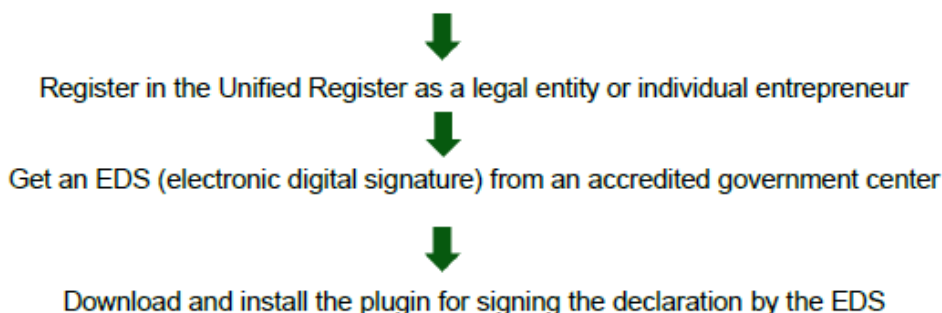 Register in the Unified Register as a legal entity or individual entrepreneur
Get an EDS (electronic digital signature) from an accredited government center
Download and install the plugin for signing the declaration by the EDS